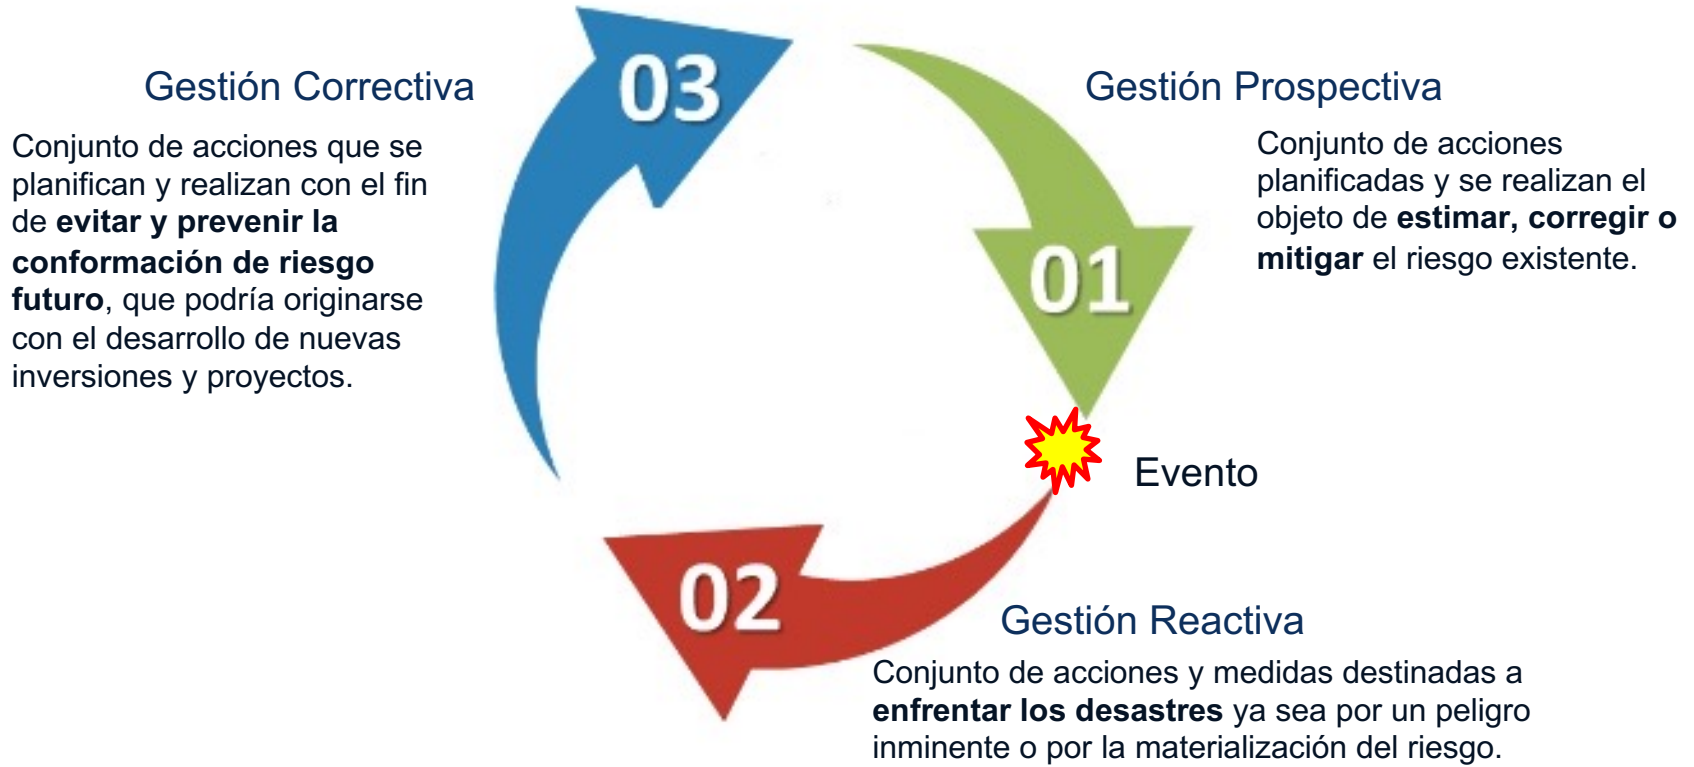 03
Gestión Correctiva
Conjunto de acciones que se
planifican y realizan con el fin
de evitar y prevenir la
conformación de riesgo
futuro, que podría originarse
con el desarrollo de nuevas
inversiones y proyectos.
Gestión Prospectiva
Conjunto de acciones
planificadas y se realizan el
objeto de estimar, corregir o
mitigar el riesgo existente.
01
Evento
02
Gestión Reactiva
Conjunto de acciones y medidas destinadas a
enfrentar los desastres ya sea por un peligro
inminente o por la materialización del riesgo.